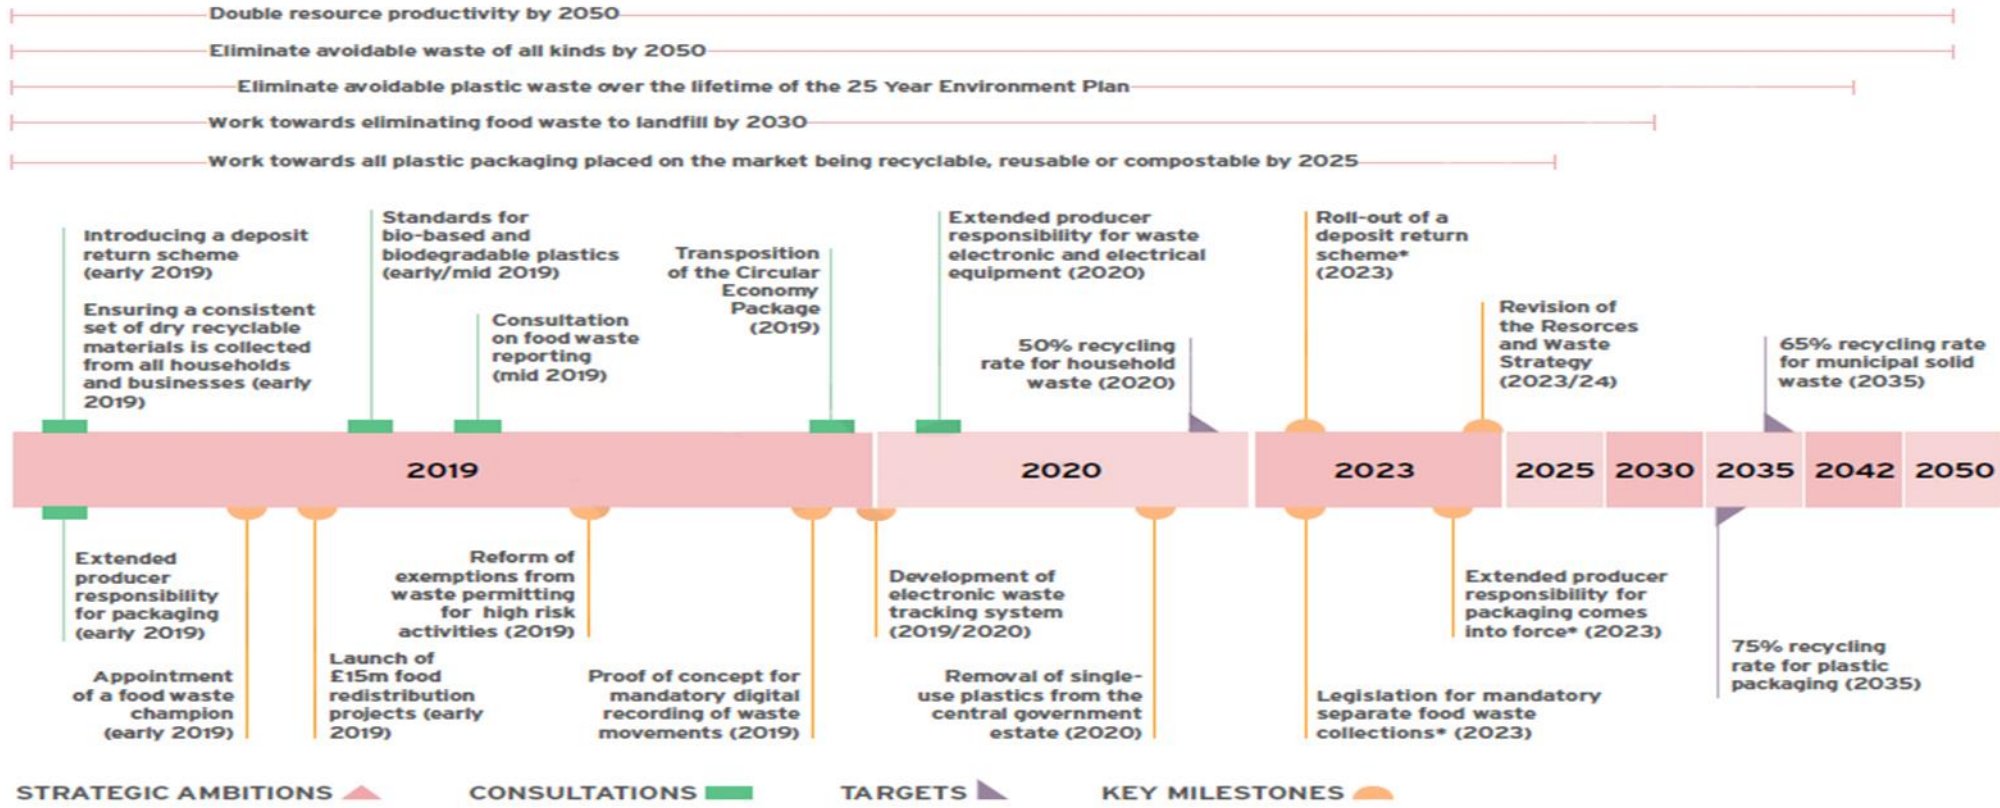 Double resource productivity by 2050
Eliminate avoidable waste of all kinds by 2050
Eliminate avoidable plastic waste over the lifetime of the 25 Year Environment Plan
Work towards eliminating food waste to landfill by 2030
Work towards all plastic packaging placed on the market being recyclable, reusable or compostable by 2025
Introducing a deposit
return scheme
(early 2019)
Ensuring a consistent
set of dry recyclable
materials is collected
from all households
and businesses (early
2019)
Standards for
bio-based and
biodegradable plastics
(early/mid 2019)
Consultation
on food waste
reporting
(mid 2019)
Transposition
of the Circular
Economy
Package
(2019)
Extended producer
responsibility for waste
electronic and electrical
equipment (2020)
50% recycling
rate for household
waste (2020)
Roll-out of a
deposit return
scheme*
(2023)
Revision of
the Resorces
and Waste
Strategy
(2023/24)
65% recycling rate
for municipal solid
waste (2035)
2019
2020
2023
2025
2030
2035
2042
2050
Extended
producer
responsibility
for packaging
(early 2019)
Appointment
of a food waste
champion
(early 2019)
Launch of
£15m food
redistribution
projects (early
2019)
Reform of
exemptions from
waste permitting
for high risk
activities (2019)
Proof of concept for
mandatory digital
recording of waste
movements (2019)
Development of
electronic waste
tracking system
(2019/2020)
Removal of single-
use plastics from the
central government
estate (2020)
Legislation for mandatory
separate food waste
collections* (2023)
Extended producer
responsibility for
packaging comes
into force* (2023)
75% recycling
rate for plastic
packaging (2035)
STRATEGIC AMBITIONS
CONSULTATIONS
TARGETS
KEY MILESTONES